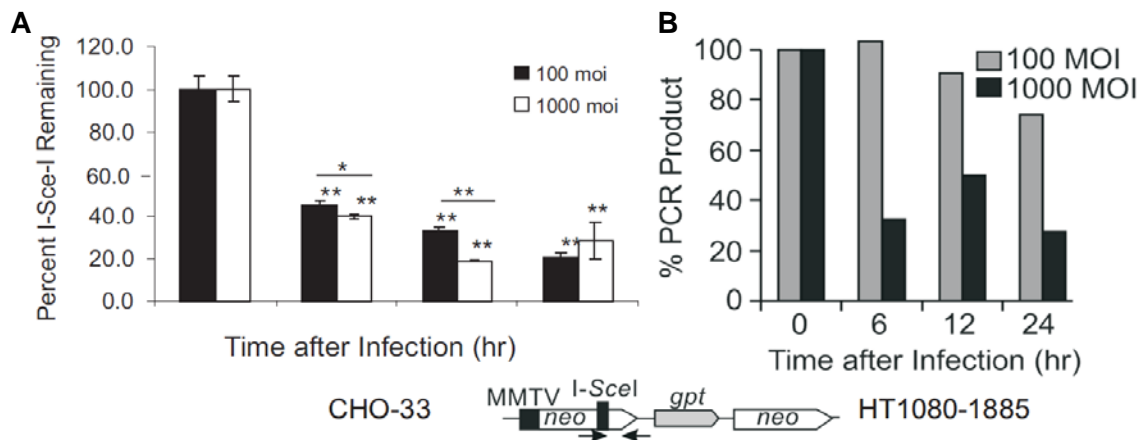 A
Percent I-Sce-I Remaining
120.0
100.0
80.0
60.0
40.0
20.0
0.0
100 moi
1000 moi
*
**
**
**
**
**
**
**
Time after Infection (hr)
CHO-33
B
% PCR Product
100
80
60
40
20
0
100 MOI
1000 MOI
0 6 12 24
Time after Infection (hr)
HT1080-1885
MMTV
I-SceI
neo
gpt
neo